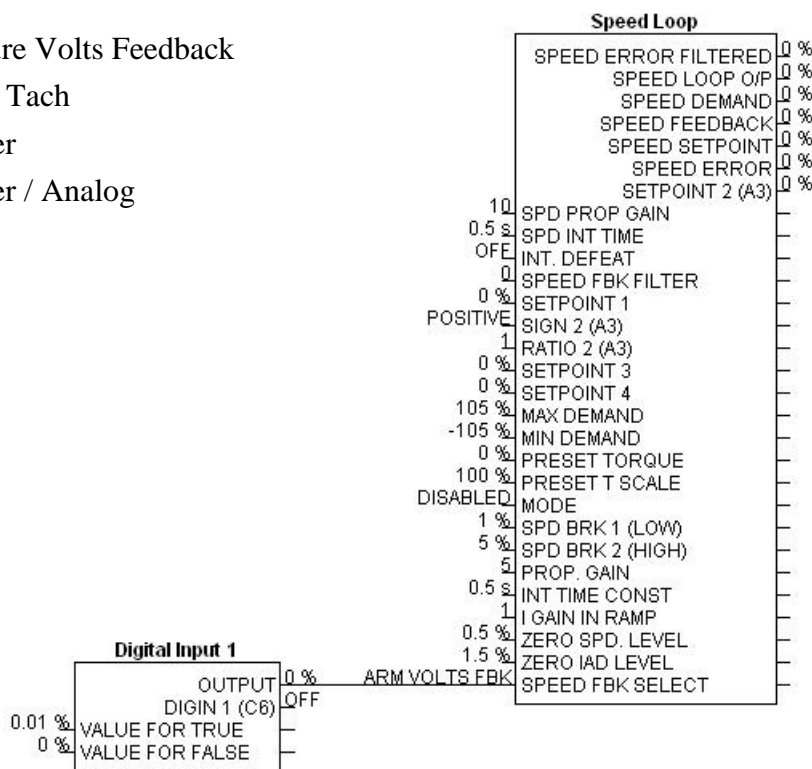 Speed Loop
re Volts Feedback
Tach
er
er / Analog
SPEED ERROR FILTERED 0 %
SPEED LOOP O/P 0 %
SPEED DEMAND 0 %
SPEED FEEDBACK 0 %
SPEED SETPOINT 0 %
SPEED ERROR 0 %
SETPOINT 2 (A3) 0 %
10 SPD PROP GAIN
0.5 s SPD INT TIME
OFF INT. DEFEAT
0 SPEED FBK FILTER
0 % SETPOINT 1
POSITIVE SIGN 2 (A3)
1 RATIO 2 (A3)
0 % SETPOINT 3
0 % SETPOINT 4
105 % MAX DEMAND
-105 % MIN DEMAND
0 % PRESET TORQUE
100 % PRESET T SCALE
DISABLED MODE
1 % SPD BRK 1 (LOW)
5 % SPD BRK 2 (HIGH)
5 PROP. GAIN
0.5 s INT TIME CONST
1 I GAIN IN RAMP
0.5 % ZERO SPD. LEVEL
1.5 % ZERO IAD LEVEL
ARM VOLTS FBK SPEED FBK SELECT
Digital Input 1
OUTPUT 0 %
DIGIN 1 (C6) OFF
0.01 % VALUE FOR TRUE
0 % VALUE FOR FALSE